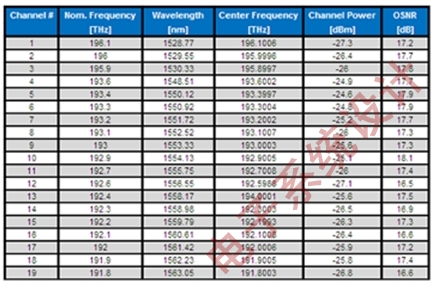 Channel # Nom. Frequency [THz] Wavelength [nm] Center Frequency [THz] Channel Power [dBm] OSNR [dB]
1 196.1 1528.77 196.1006 -27.3 17.2
2 196 1529.55 195.9996 -26.4 17.7
3 195.9 1530.33 195.8997 -26 17.8
4 193.6 1548.51 193.6002 -24.9 17.7
5 193.4 1550.12 193.3997 -24.6 17.9
6 193.3 1550.92 193.3004 -24.8 17.9
7 193.2 1551.72 193.2002 -25.2 17.7
8 193.1 1552.52 193.1007 -26 17.3
9 193 1553.33 193.0003 17.3
10 192.9 1554.13 192.9005 -25.1 18.1
11 192.7 1555.75 192.7008 -26 17.4
12 192.6 1556.55 -27.1 16.5
13 192.4 1558.17 -25.6 17.5
14 192.3 1558.98 -26.5 16.9
15 192.2 1559.79 -26.3 17.3
16 192.1 1560.61 192.1008 -26.4 16.6
17 192 1561.42 192.0006 -25.9 17.2
18 191.9 1562.23 191.9005 -25.8 17.4
19 191.8 1563.05 191.8003 -26.8 16.6
电子系统设计